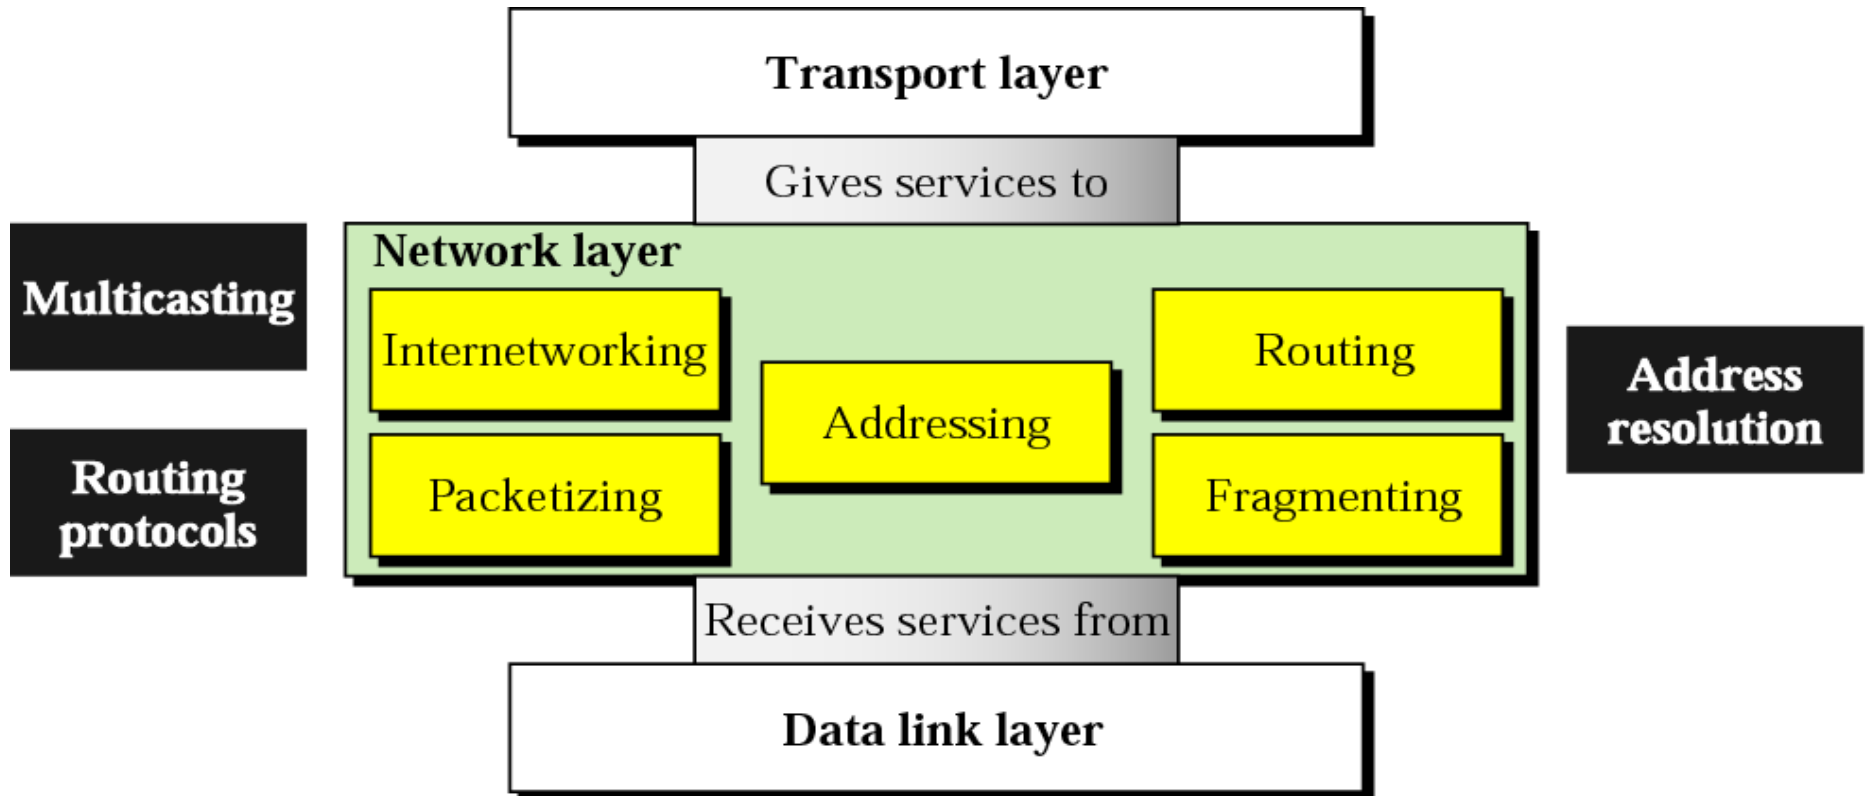 Transport layer
Gives services to
Multicasting
Routing
protocols
Network layer
Internetworking
Packetizing
Addressing
Routing
Fragmenting
Address
resolution
Receives services from
Data link layer